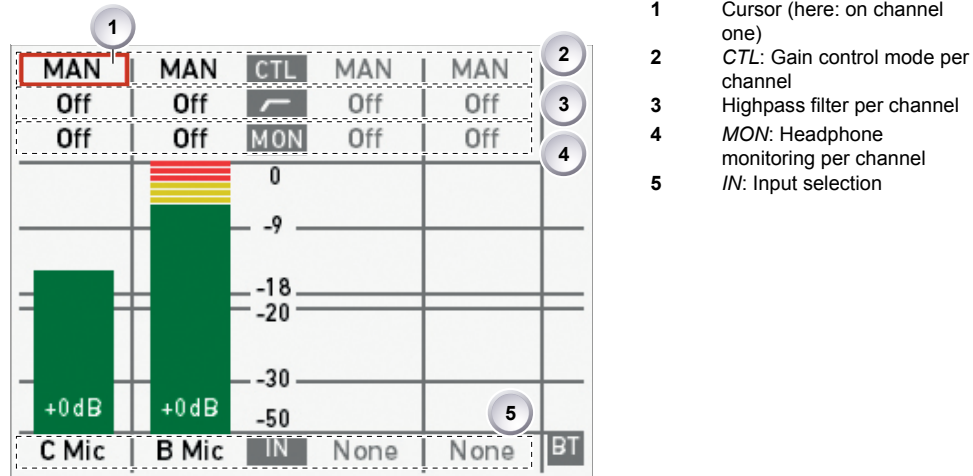 1
MAN MAN CTL MAN MAN
2
Off Off Off Off
3
Off Off MON Off Off
4
0
-9
-18
-20
-30
+0dB +0dB
-50
5
C Mic B Mic IN None None BT
1 Cursor (here: on channel
one)
2 CTL: Gain control mode per
channel
3 Highpass filter per channel
4 MON: Headphone
monitoring per channel
5 IN: Input selection